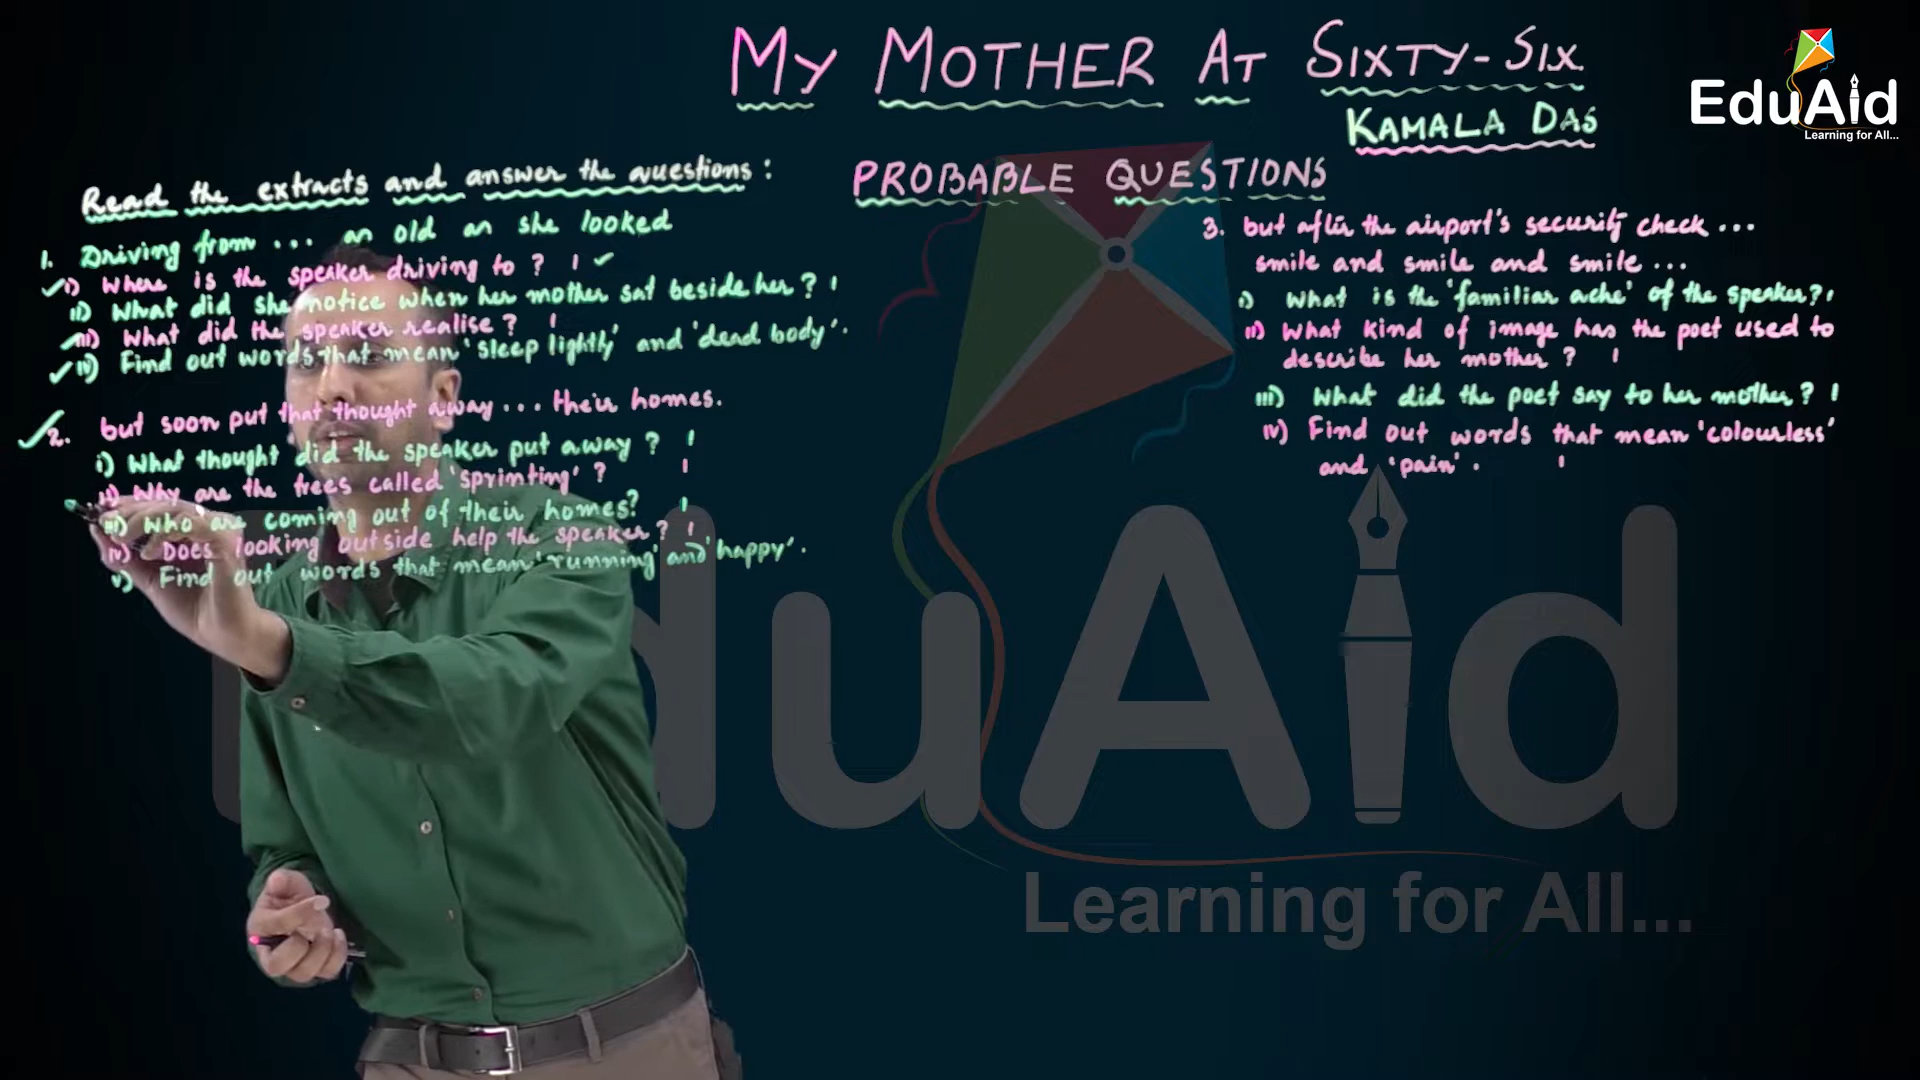 MY MOTHER AT SIXTY-SIX
KAMALA DAS
EduAid
Learning for All...
PROBABLE QUESTIONS
Read the extracts and answer the questions:
1. Driving from ... an old an she looked
i) Where is the speaker driving to? 1
ii) What did she notice when her mother sat beside her? 1
iii) What did the speaker realise? 1
iv) Find out words that mean 'sleep lightly' and 'dead body'.
2. but soon put that thought away... their homes.
i) What thought did the speaker put away? 1
ii) Why are the trees called 'sprinting'? 1
iii) Who are coming out of their homes? 1
iv) Does looking outside help the speaker? 1
v) Find out words that mean 'running' and 'happy'.
3. but after the airport's security check ...
smile and smile and smile ...
i) What is the 'familiar ache' of the speaker? 1
ii) What kind of image has the poet used to
describe her mother? 1
iii) What did the poet say to her mother? 1
iv) Find out words that mean 'colourless'
and 'pain'. 1
EduAid
Learning for All...